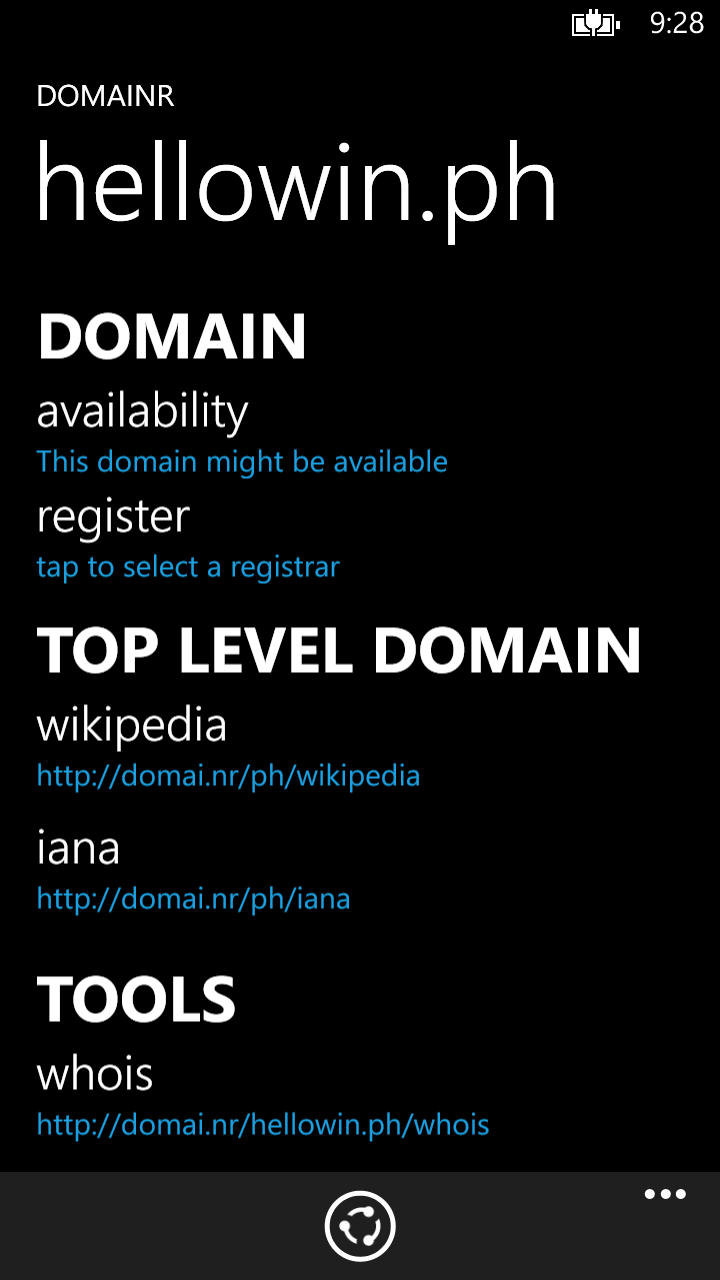 9:28
DOMAINR
hellowin.ph
DOMAIN
availability
This domain might be available
register
tap to select a registrar
TOP LEVEL DOMAIN
wikipedia
http://domai.nr/ph/wikipedia
iana
http://domai.nr/ph/iana
TOOLS
whois
http://domai.nr/hellowin.ph/whois